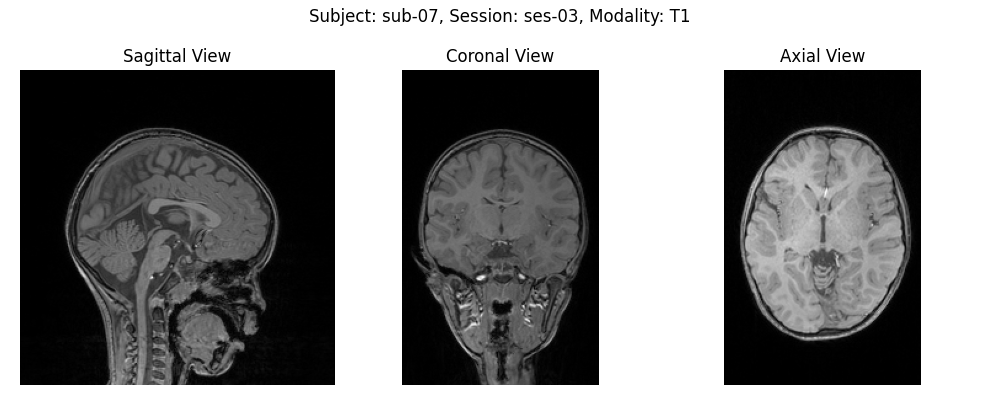 Subject: sub-07, Session: ses-03, Modality: T1
Sagittal View
Coronal View
Axial View